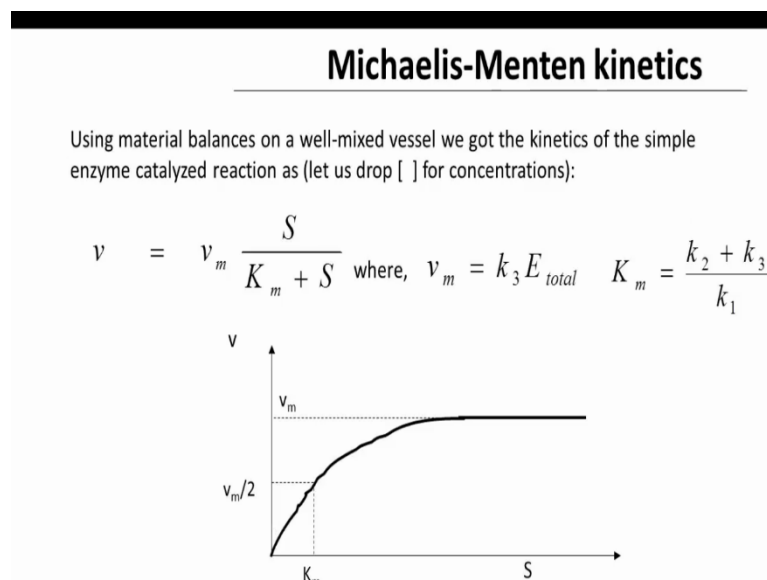 Michaelis-Menten kinetics
Using material balances on a well-mixed vessel we got the kinetics of the simple
enzyme catalyzed reaction as (let us drop [ ] for concentrations):
v = v_m S / (K_m + S) where, v_m = k_3 E_total K_m = (k_2 + k_3) / k_1
v
v_m
v_m/2
K_m S